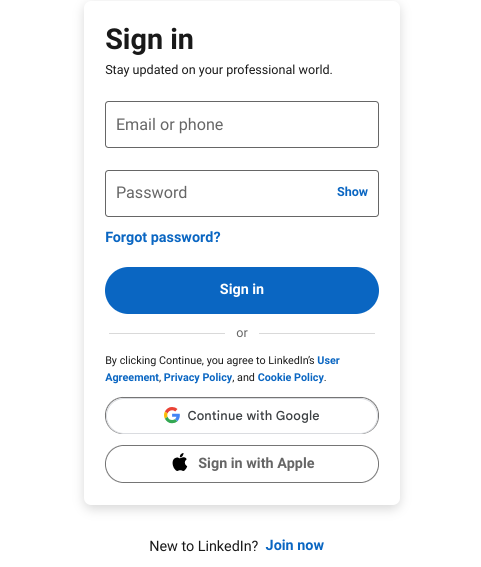 Sign in
Stay updated on your professional world.
Email or phone
Password Show
Forgot password?
Sign in
or
By clicking Continue, you agree to LinkedIn's User
Agreement, Privacy Policy, and Cookie Policy.
Continue with Google
Sign in with Apple
New to LinkedIn? Join now